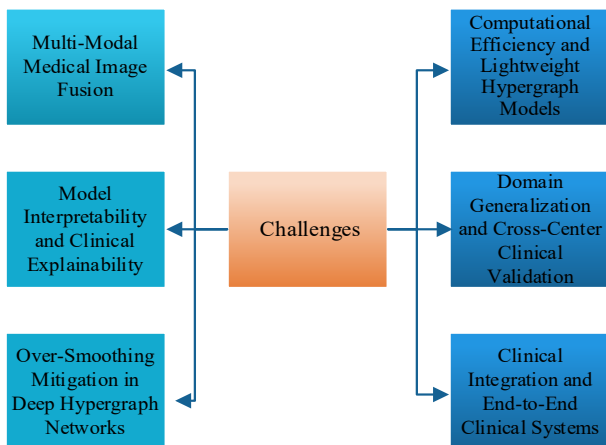 Multi-Modal
Medical Image
Fusion
Model
Interpretability
and Clinical
Explainability
Over-Smoothing
Mitigation in
Deep Hypergraph
Networks
Challenges
Computational
Efficiency and
Lightweight
Hypergraph
Models
Domain
Generalization
and Cross-Center
Clinical
Validation
Clinical
Integration and
End-to-End
Clinical Systems